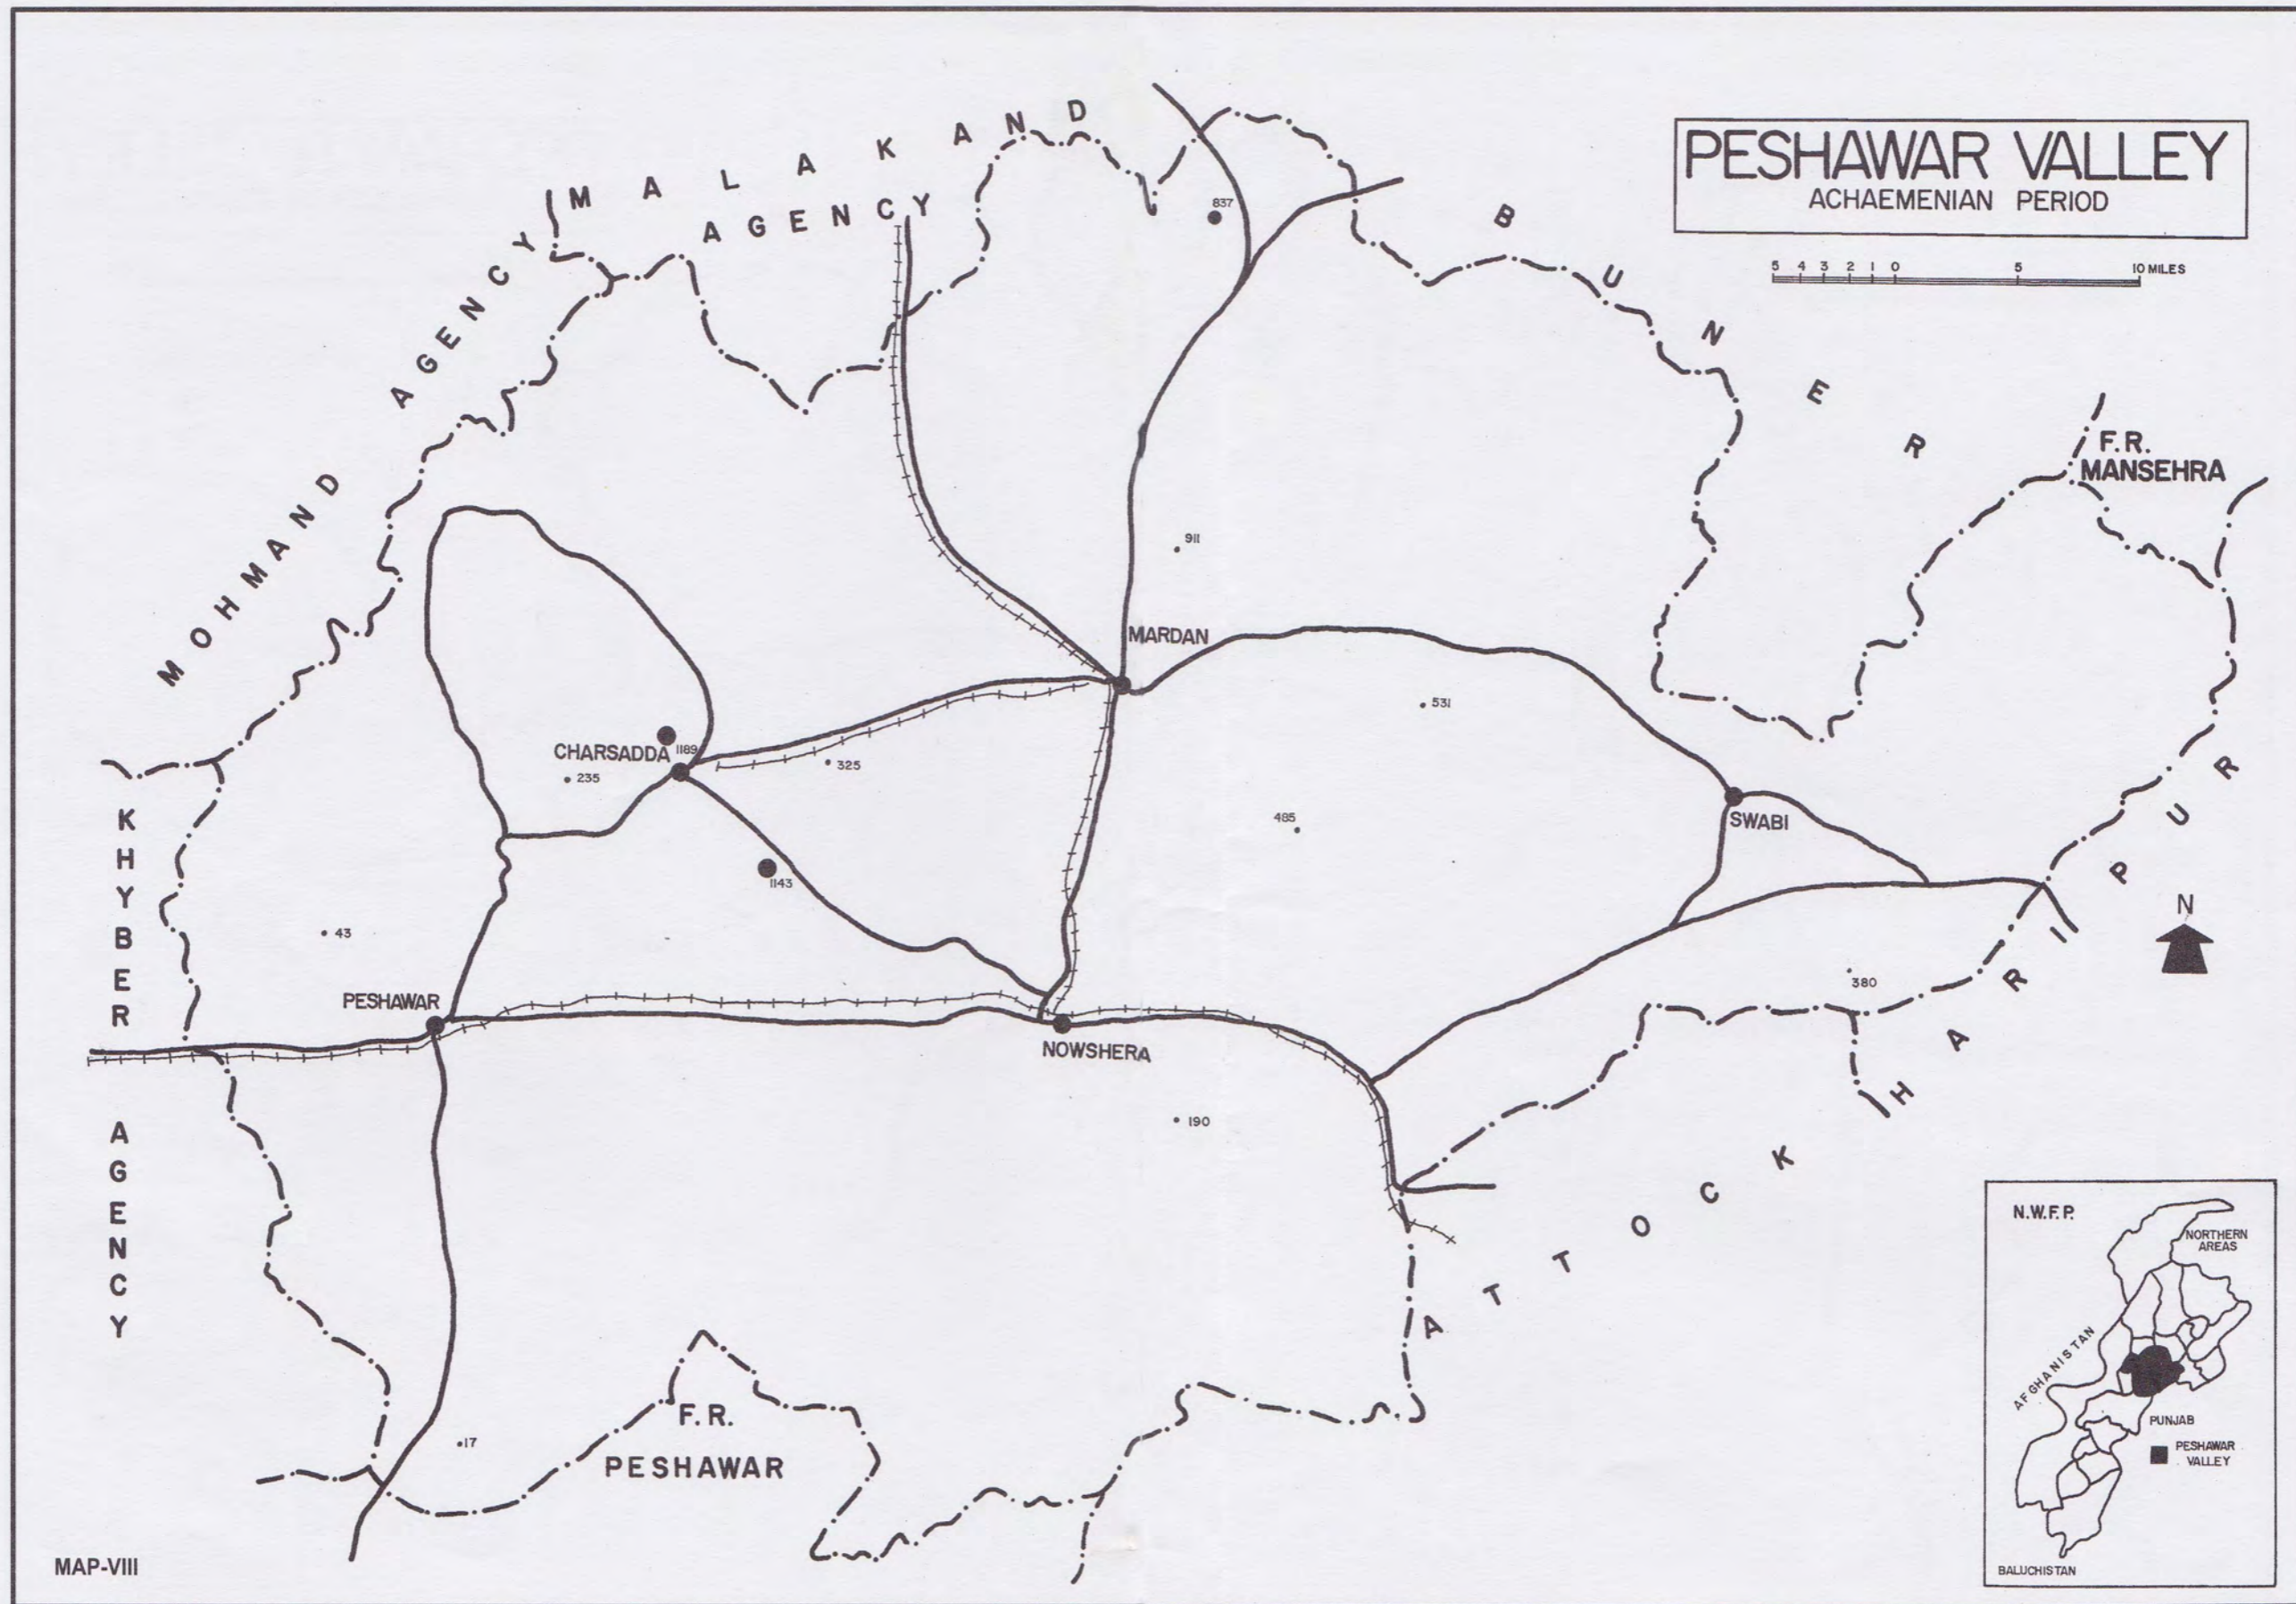 PESHAWAR VALLEY
ACHAEMENIAN PERIOD
5 4 3 2 1 0 5 10 MILES
MALAKAND
AGENCY
MOHMAND AGENCY
BUNER
837
F.R.
MANSEHRA
911
MARDAN
531
CHARSADDA
1189
235
325
485
SWABI
1143
KHYBER
AGENCY
43
PESHAWAR
NOWSHERA
380
HARIPUR
N
190
ATTOCK
17
F.R.
PESHAWAR
MAP-VIII
N.W.F.P.
NORTHERN
AREAS
AFGHANISTAN
PUNJAB
PESHAWAR
VALLEY
BALUCHISTAN